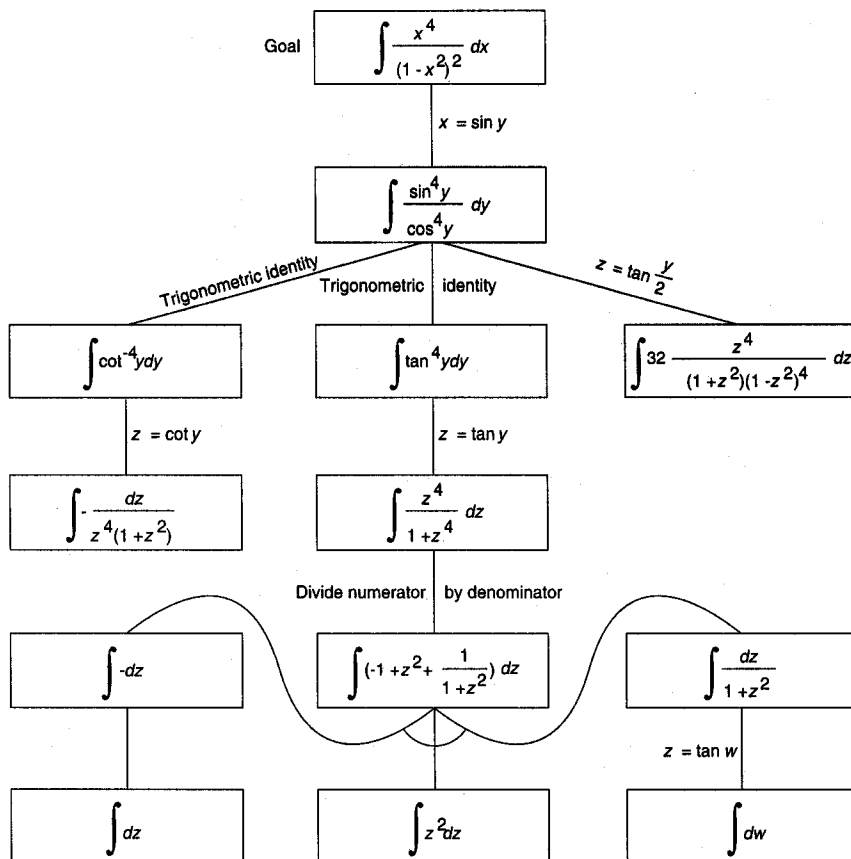 Goal ∫ x^4 / (1 - x^2)^2 dx
x = sin y
∫ sin^4 y / cos^4 y dy
Trigonometric identity
Trigonometric identity
z = tan y/2
∫ cot^-4 ydy
∫ tan^4 ydy
∫ 32 z^4 / (1 + z^2)(1 - z^2)^4 dz
z = cot y
z = tan y
∫ - dz / z^4 (1 + z^2)
∫ z^4 / 1 + z^4 dz
Divide numerator by denominator
∫ -dz
∫ (-1 + z^2 + 1 / 1 + z^2) dz
∫ dz / 1 + z^2
z = tan w
∫ dz
∫ z^2 dz
∫ dw